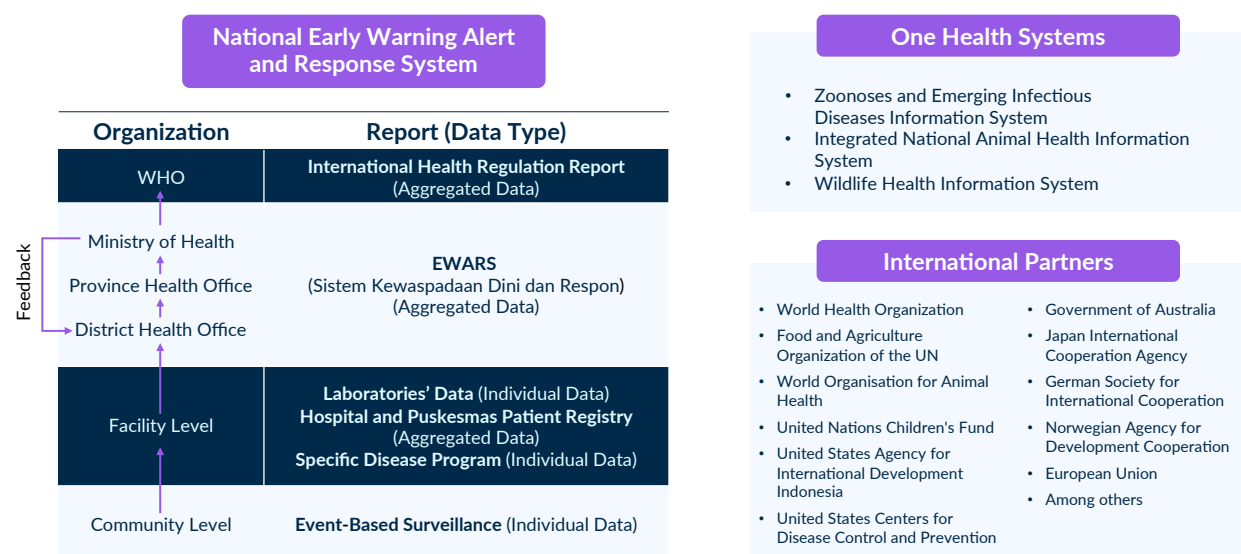 National Early Warning Alert
and Response System
Organization
Report (Data Type)
WHO
International Health Regulation Report
(Aggregated Data)
Feedback
Ministry of Health
Province Health Office
District Health Office
EWARS
(Sistem Kewaspadaan Dini dan Respon)
(Aggregated Data)
Facility Level
Laboratories’ Data (Individual Data)
Hospital and Puskesmas Patient Registry
(Aggregated Data)
Specific Disease Program (Individual Data)
Community Level
Event-Based Surveillance (Individual Data)
One Health Systems
• Zoonoses and Emerging Infectious
Diseases Information System
• Integrated National Animal Health Information
System
• Wildlife Health Information System
International Partners
• World Health Organization
• Food and Agriculture
Organization of the UN
• World Organisation for Animal
Health
• United Nations Children's Fund
• United States Agency for
International Development
Indonesia
• United States Centers for
Disease Control and Prevention
• Government of Australia
• Japan International
Cooperation Agency
• German Society for
International Cooperation
• Norwegian Agency for
Development Cooperation
• European Union
• Among others